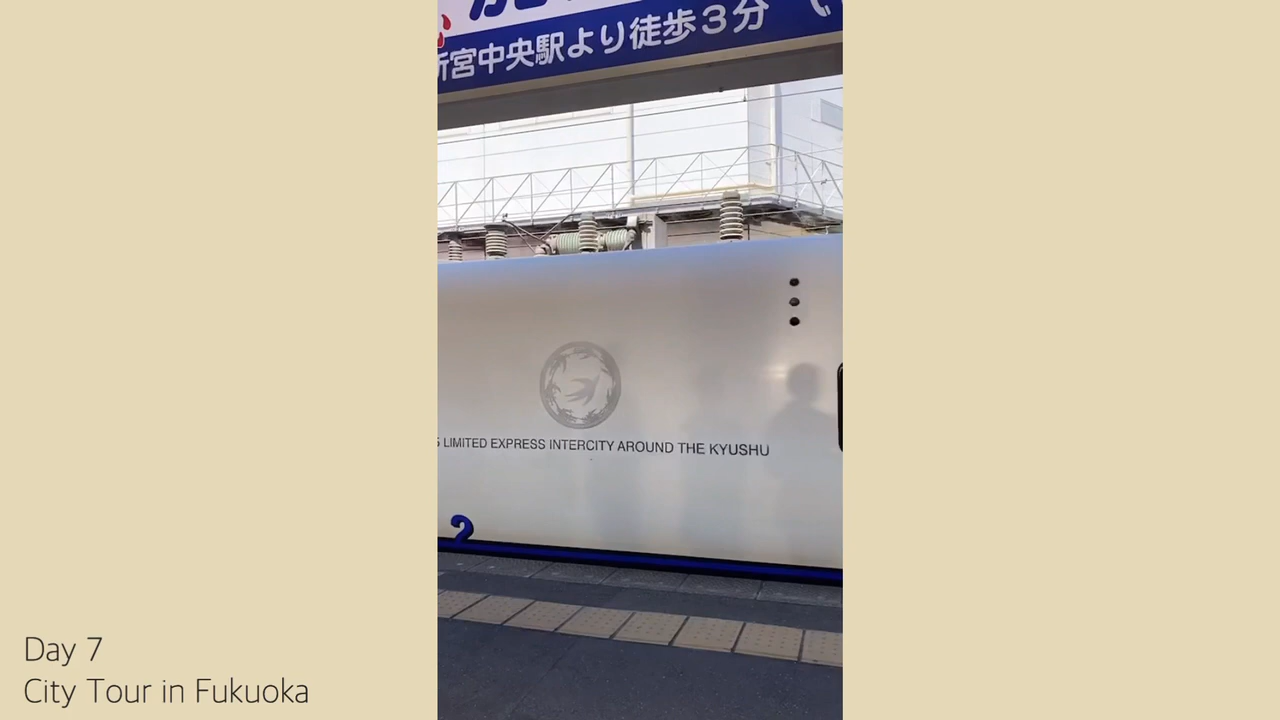 新宮中央駅より徒歩3分
5 LIMITED EXPRESS INTERCITY AROUND THE KYUSHU
2
Day 7
City Tour in Fukuoka